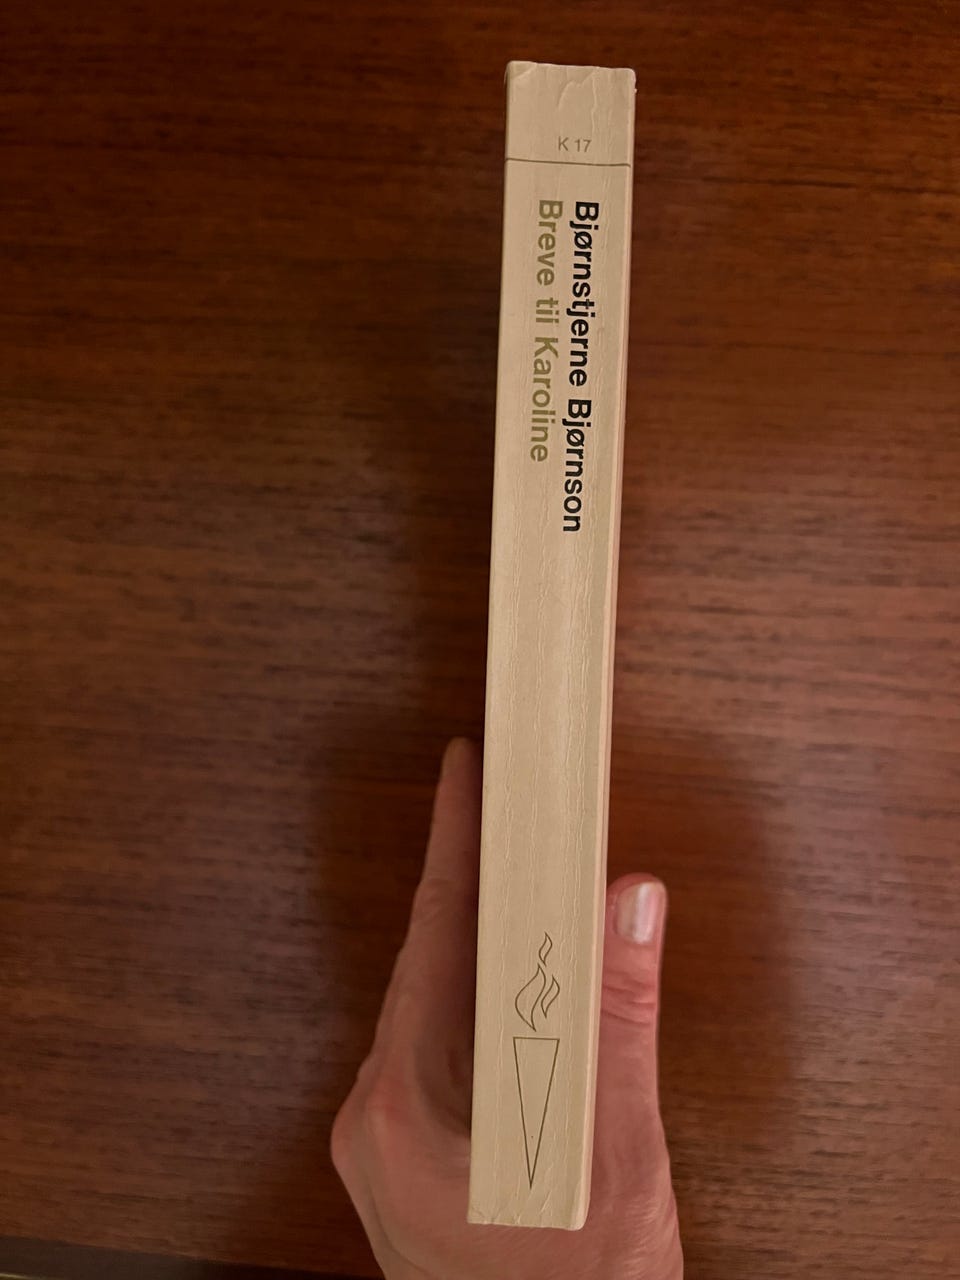 K 17
Bjørnstjerne Bjørnson
Breve til Karoline